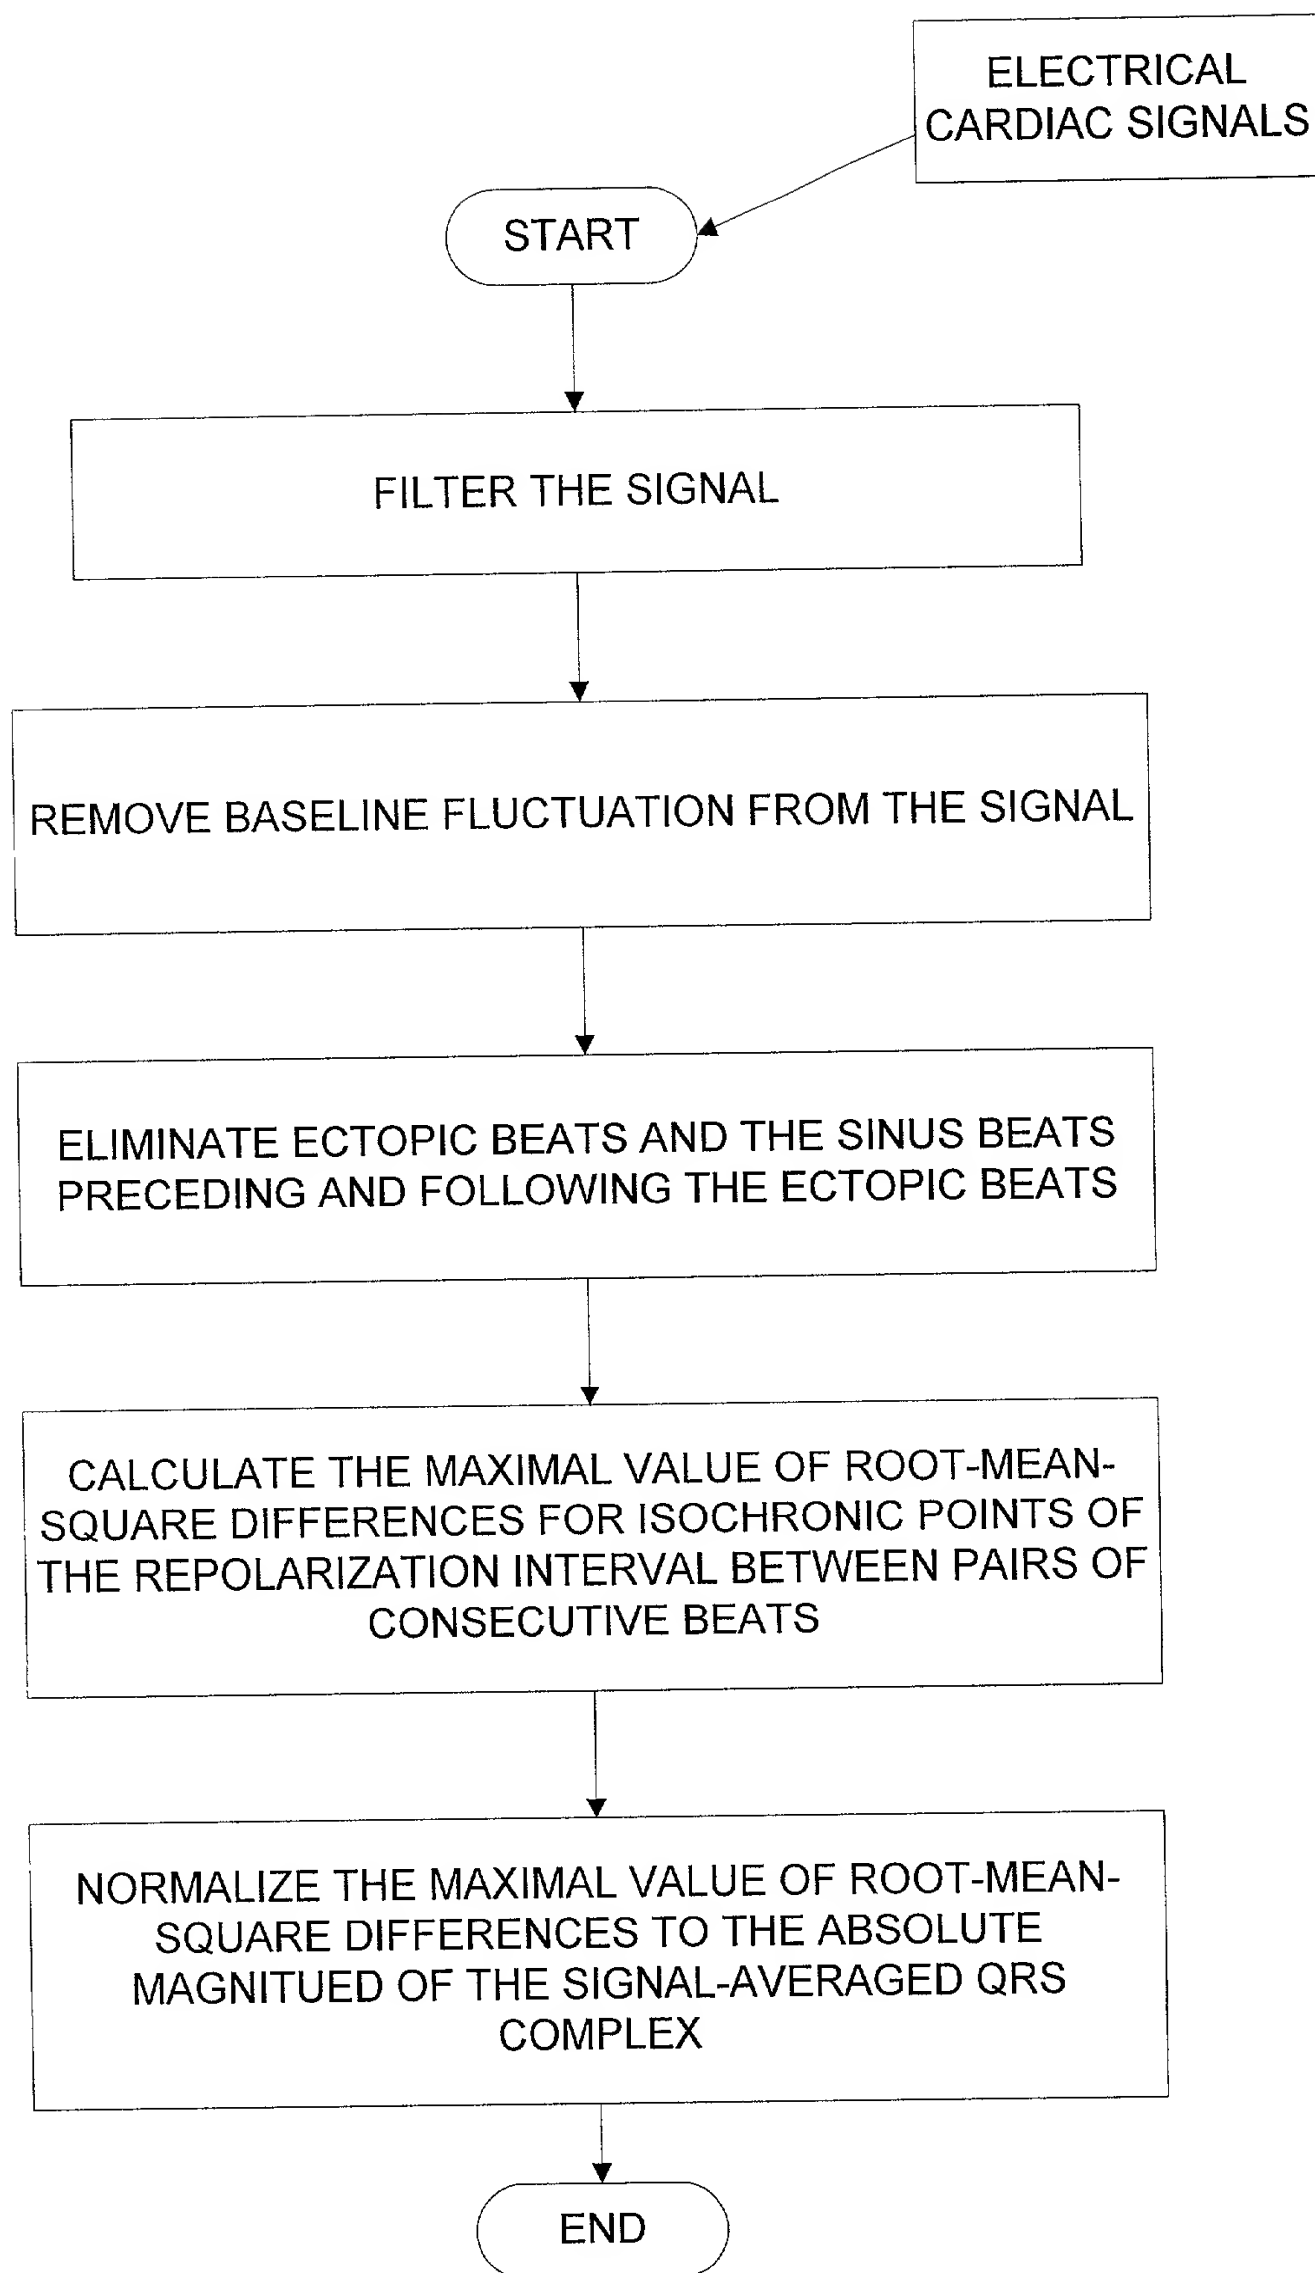 ELECTRICAL
CARDIAC SIGNALS
START
FILTER THE SIGNAL
REMOVE BASELINE FLUCTUATION FROM THE SIGNAL
ELIMINATE ECTOPIC BEATS AND THE SINUS BEATS
PRECEDING AND FOLLOWING THE ECTOPIC BEATS
CALCULATE THE MAXIMAL VALUE OF ROOT-MEAN-
SQUARE DIFFERENCES FOR ISOCHRONIC POINTS OF
THE REPOLARIZATION INTERVAL BETWEEN PAIRS OF
CONSECUTIVE BEATS
NORMALIZE THE MAXIMAL VALUE OF ROOT-MEAN-
SQUARE DIFFERENCES TO THE ABSOLUTE
MAGNITUED OF THE SIGNAL-AVERAGED QRS
COMPLEX
END